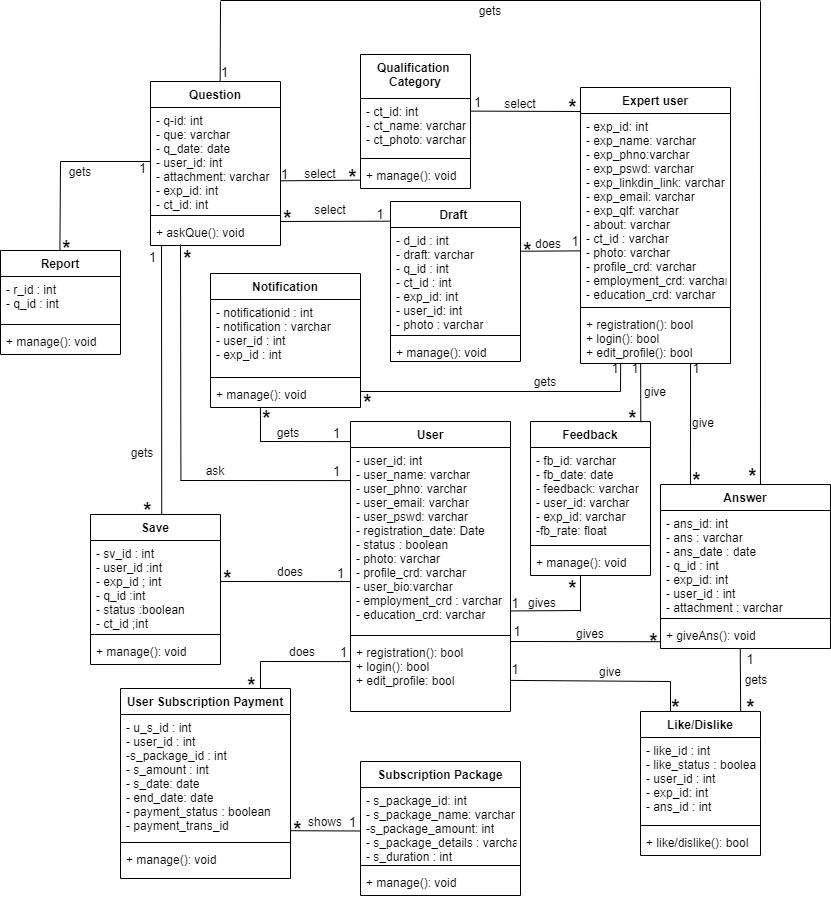 gets
1
Question
- q-id: int
- que: varchar
- q_date: date
- user_id: int
- attachment: varchar
- exp_id: int
- ct_id: int
+ askQue(): void
Qualification
Category
- ct_id: int
- ct_name: varchar
- ct_photo: varchar
+ manage(): void
1 select *
Expert user
- exp_id: int
- exp_name: varchar
- exp_phno:varchar
- exp_pswd: varchar
- exp_linkdin_link: varchar
- exp_email: varchar
- exp_qlf: varchar
- about: varchar
- ct_id : varchar
- photo: varchar
- profile_crd: varchar
- employment_crd: varchar
- education_crd: varchar
+ registration(): bool
+ login(): bool
+ edit_profile(): bool
gets 1
*
1 select *
* select 1
Draft
- d_id : int
- draft: varchar
- q_id : int
- ct_id : int
- exp_id: int
- user_id: int
- photo : varchar
+ manage(): void
* does 1
Report
- r_id : int
- q_id : int
+ manage(): void
1 *
Notification
- notificationid : int
- notification : varchar
- user_id : int
- exp_id : int
+ manage(): void
1 1 1
* gets
give
* gets 1
*
give
User
- user_id: int
- user_name: varchar
- user_phno: varchar
- user_email: varchar
- user_pswd: varchar
- registration_date: Date
- status : boolean
- photo: varchar
- profile_crd: varchar
- user_bio:varchar
- employment_crd : varchar
- education_crd: varchar
+ registration(): bool
+ login(): bool
+ edit_profile: bool
Feedback
- fb_id: varchar
- fb_date: date
- feedback: varchar
- user_id: varchar
- exp_id: varchar
-fb_rate: float
+ manage(): void
gets
ask 1
* *
Answer
- ans_id: int
- ans : varchar
- ans_date : date
- q_id : int
- exp_id: int
- user_id : int
- attachment : varchar
+ giveAns(): void
*
Save
- sv_id : int
- user_id :int
- exp_id ; int
- q_id :int
- status :boolean
- ct_id ;int
+ manage(): void
* does 1
*
1 gives
1 gives *
does 1
*
1 give *
1
gets
*
User Subscription Payment
- u_s_id : int
- user_id : int
-s_package_id : int
- s_amount : int
- s_date: date
- end_date: date
- payment_status : boolean
- payment_trans_id
+ manage(): void
* shows 1
Subscription Package
- s_package_id: int
- s_package_name: varchar
-s_package_amount: int
- s_package_details : varcha
- s_duration : int
+ manage(): void
Like/Dislike
- like_id : int
- like_status : boolea
- user_id : int
- exp_id: int
- ans_id : int
+ like/dislike(): bool